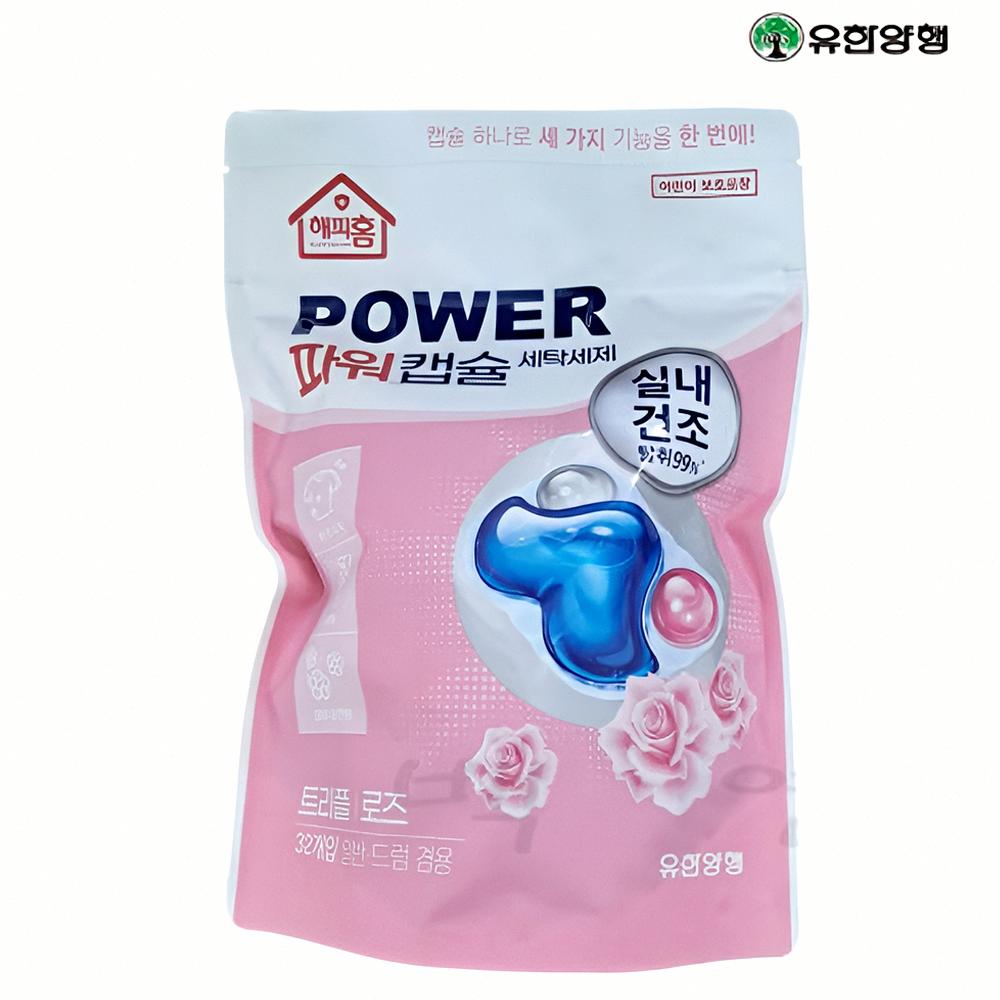 유한양행
캡슐 하나로 세 가지 기능을 한 번에!
어린이 보호포장
해피홈
POWER
파워캡슐 세탁세제
실내
건조
99%
트리플 로즈
32개입 일반·드럼 겸용
유한양행